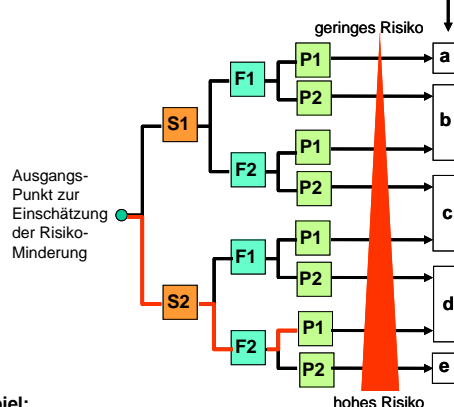 geringes Risiko
P1
a
F1
P2
b
S1
P1
F2
P2
Ausgangs-
Punkt zur
Einschätzung
der Risiko-
Minderung
c
P1
F1
P2
d
S2
P1
F2
P2
e
iel:
hohes Risiko